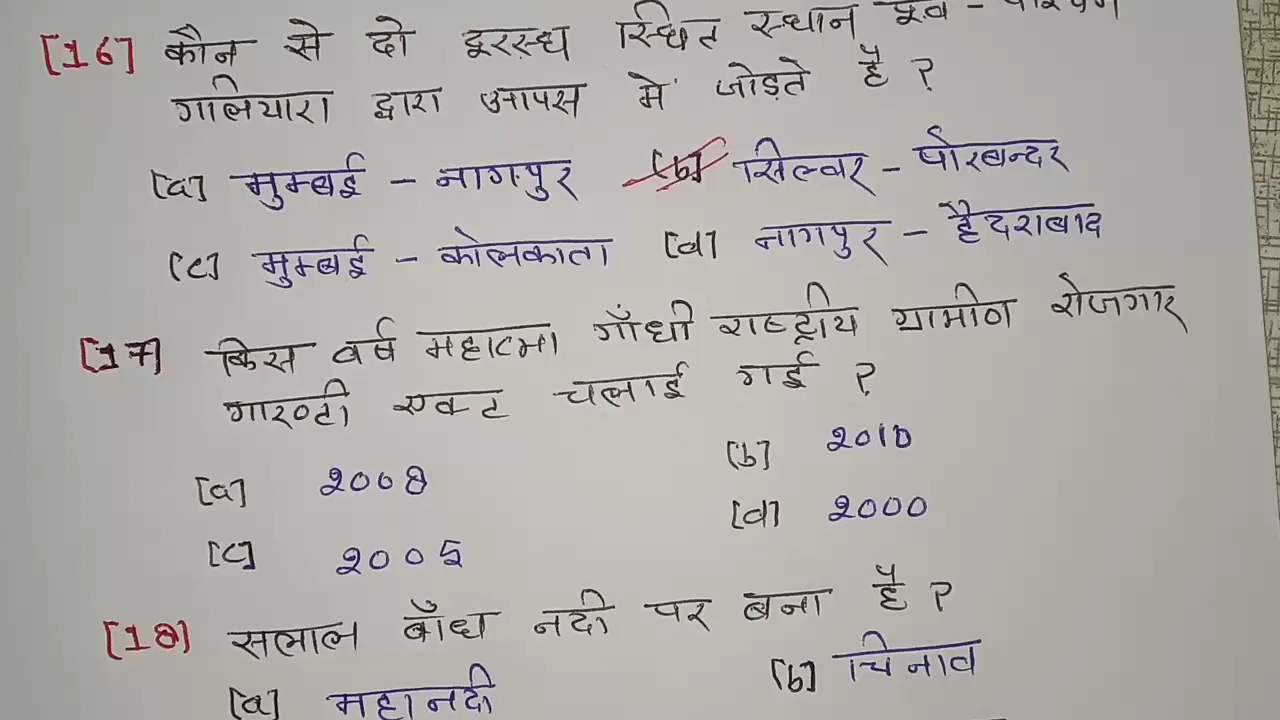 [16] कौन से दो दूरस्थ स्थित स्थान पूर्व -
गलियारा द्वारा आपस में जोड़ते हैं ?
[a] मुम्बई - नागपुर [b] सिल्चर - पोरबन्दर
[c] मुम्बई - कोलकाता [d] नागपुर - हैदराबाद
[17] किस वर्ष महात्मा गाँधी राष्ट्रीय ग्रामीण रोजगार
गारण्टी एक्ट चलाई गई ?
[a] 2008 [b] 2010
[c] 2005 [d] 2000
[18] सलाल बाँध नदी पर बना है ?
[a] महानदी [b] चिनाव